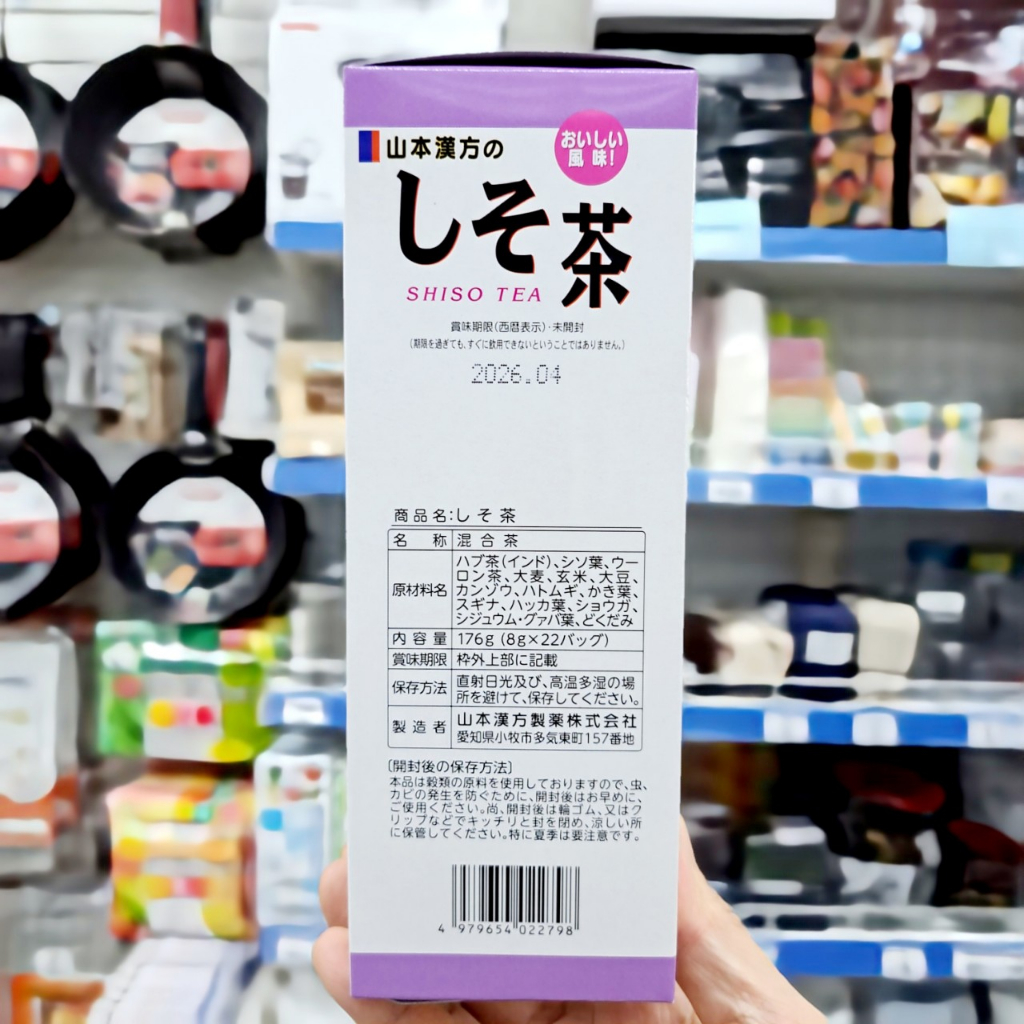 山本漢方の
おいしい
風味!
しそ茶
SHISO TEA
賞味期限(西暦表示)・未開封
(期限を過ぎても、すぐに飲用できないということではありません。)
2026.04
商品名:しそ茶
名称 混合茶
原材料名 ハブ茶(インド)、シソ葉、ウー
ロン茶、大麦、玄米、大豆、
カンゾウ、ハトムギ、かき葉、
スギナ、ハッカ葉、ショウガ、
シジュウム・グァバ葉、どくだみ
内容量 176g(8g×22バッグ)
賞味期限 枠外上部に記載
保存方法 直射日光及び、高温多湿の場
所を避けて、保存してください。
製造者 山本漢方製薬株式会社
愛知県小牧市多気東町157番地
〔開封後の保存方法〕
本品は穀類の原料を使用しておりますので、虫、
カビの発生を防ぐために、開封後はお早めに、
ご使用ください。尚、開封後は輪ゴム、又はク
リップなどでキッチリと封を閉め、涼しい所
に保管してください。特に夏季は要注意です。
4 979654 022798